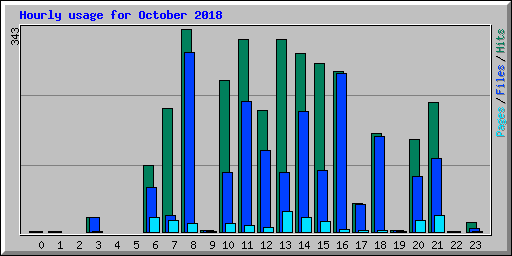 Hourly usage for October 2018
343
Pages / Files / Hits
0 1 2 3 4 5 6 7 8 9 10 11 12 13 14 15 16 17 18 19 20 21 22 23